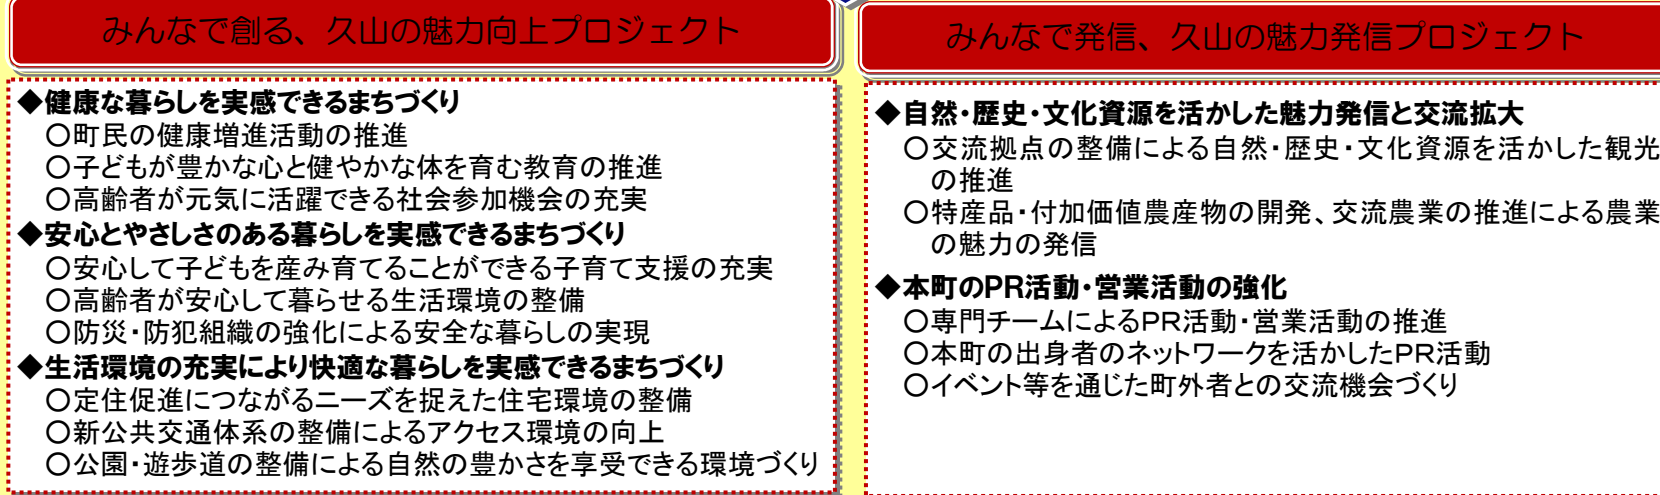 みんなで創る、久山の魅力向上プロジェクト
◆健康な暮らしを実感できるまちづくり
〇町民の健康増進活動の推進
〇子どもが豊かな心と健やかな体を育む教育の推進
〇高齢者が元気に活躍できる社会参加機会の充実
◆安心とやさしさのある暮らしを実感できるまちづくり
〇安心して子どもを産み育てることができる子育て支援の充実
〇高齢者が安心して暮らせる生活環境の整備
〇防災・防犯組織の強化による安全な暮らしの実現
◆生活環境の充実により快適な暮らしを実感できるまちづくり
〇定住促進につながるニーズを捉えた住宅環境の整備
〇新公共交通体系の整備によるアクセス環境の向上
〇公園・遊歩道の整備による自然の豊かさを享受できる環境づくり
みんなで発信、久山の魅力発信プロジェクト
◆自然・歴史・文化資源を活かした魅力発信と交流拡大
〇交流拠点の整備による自然・歴史・文化資源を活かした観光
の推進
〇特産品・付加価値農産物の開発、交流農業の推進による農業
の魅力の発信
◆本町のPR活動・営業活動の強化
〇専門チームによるPR活動・営業活動の推進
〇本町の出身者のネットワークを活かしたPR活動
〇イベント等を通じた町外者との交流機会づくり